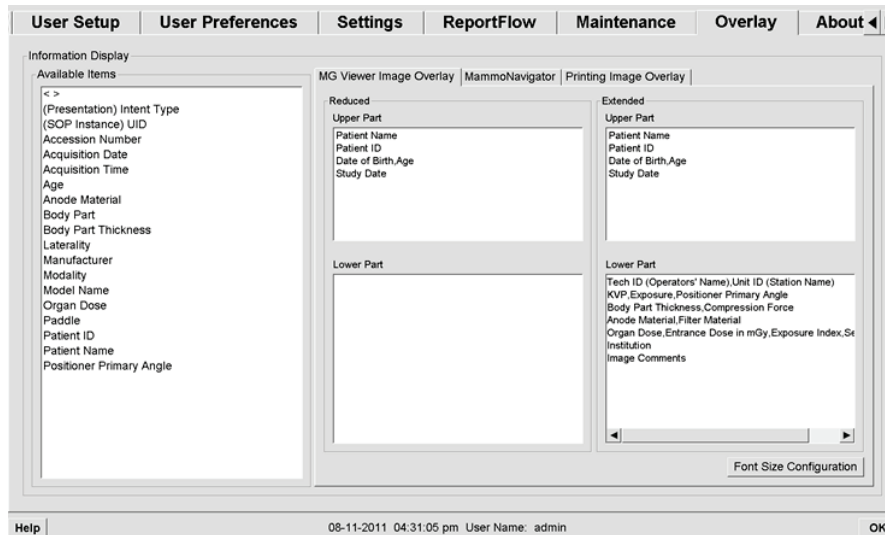 User Setup User Preferences Settings ReportFlow Maintenance Overlay About
Information Display
Available Items
< >
(Presentation) Intent Type
(SOP Instance) UID
Accession Number
Acquisition Date
Acquisition Time
Age
Anode Material
Body Part
Body Part Thickness
Laterality
Manufacturer
Modality
Model Name
Organ Dose
Paddle
Patient ID
Patient Name
Positioner Primary Angle
MG Viewer Image Overlay MammoNavigator Printing Image Overlay
Reduced
Upper Part
Patient Name
Patient ID
Date of Birth,Age
Study Date
Lower Part
Extended
Upper Part
Patient Name
Patient ID
Date of Birth,Age
Study Date
Lower Part
Tech ID (Operators' Name),Unit ID (Station Name)
KVP,Exposure,Positioner Primary Angle
Body Part Thickness,Compression Force
Anode Material,Filter Material
Organ Dose,Entrance Dose in mGy,Exposure Index,Se
Institution
Image Comments
Font Size Configuration
Help 08-11-2011 04:31:05 pm User Name: admin OK